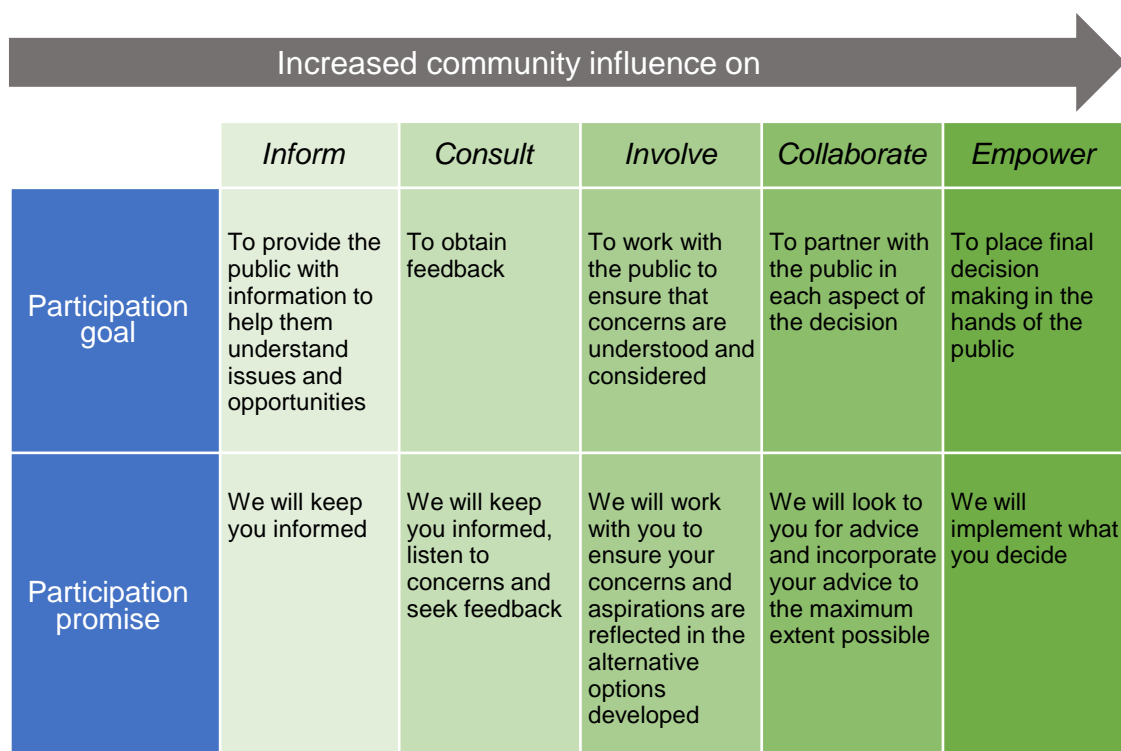 Increased community influence on
Inform
Consult
Involve
Collaborate
Empower
Participation
goal
To provide the
public with
information to
help them
understand
issues and
opportunities
To obtain
feedback
To work with
the public to
ensure that
concerns are
understood and
considered
To partner with
the public in
each aspect of
the decision
To place final
decision
making in the
hands of the
public
Participation
promise
We will keep
you informed
We will keep
you informed,
listen to
concerns and
seek feedback
We will work
with you to
ensure your
concerns and
aspirations are
reflected in the
alternative
options
developed
We will look to
you for advice
and incorporate
your advice to
the maximum
extent possible
We will
implement what
you decide